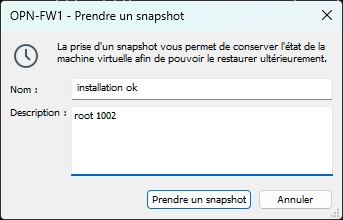 OPN-FW1 - Prendre un snapshot
La prise d'un snapshot vous permet de conserver l'état de la
machine virtuelle afin de pouvoir le restaurer ultérieurement.
Nom : installation ok
Description : root 1002
Prendre un snapshot Annuler